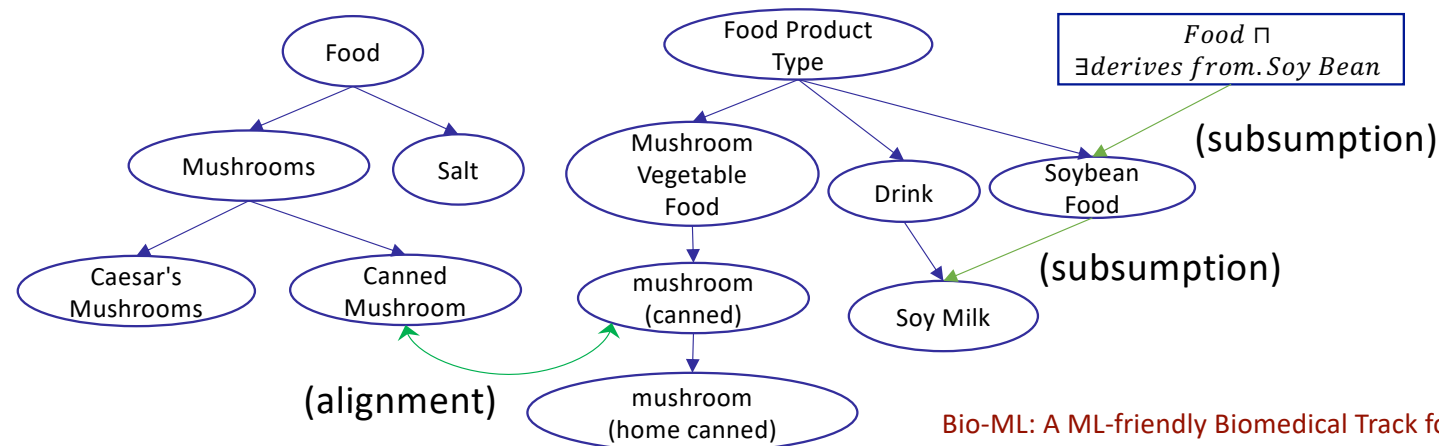 Food
Food Product
Type
Food ⊓
∃derives from. Soy Bean
(subsumption)
Mushrooms
Salt
Mushroom
Vegetable
Food
Drink
Soybean
Food
(subsumption)
Caesar's
Mushrooms
Canned
Mushroom
mushroom
(canned)
Soy Milk
(alignment)
mushroom
(home canned)
Bio-ML: A ML-friendly Biomedical Track fo